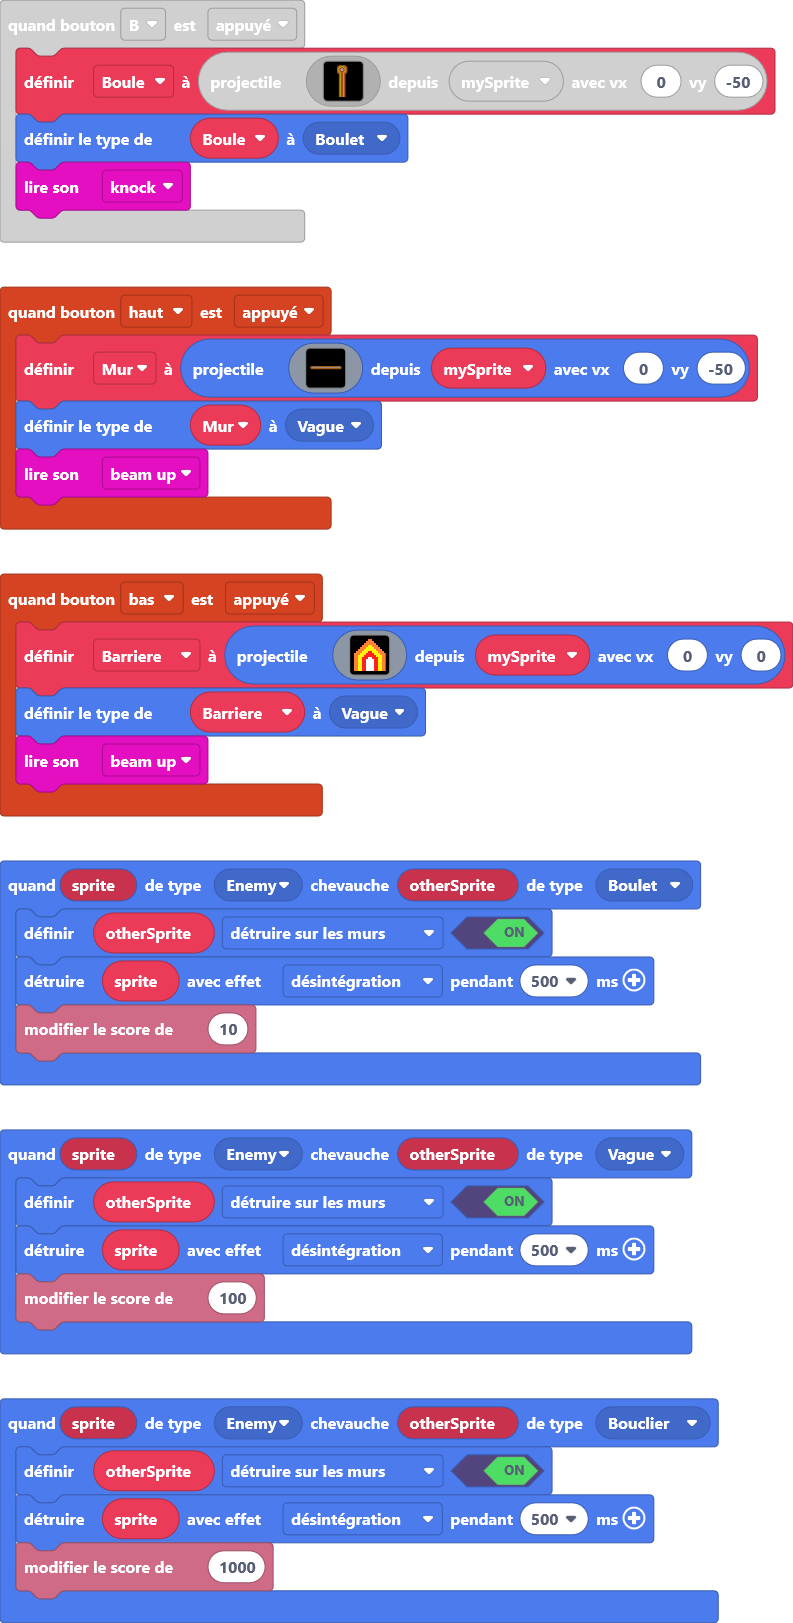 quand bouton B est appuyé
définir Boule à projectile depuis mySprite avec vx 0 vy -50
définir le type de Boule à Boulet
lire son knock
quand bouton haut est appuyé
définir Mur à projectile depuis mySprite avec vx 0 vy -50
définir le type de Mur à Vague
lire son beam up
quand bouton bas est appuyé
définir Barriere à projectile depuis mySprite avec vx 0 vy 0
définir le type de Barriere à Vague
lire son beam up
quand sprite de type Enemy chevauche otherSprite de type Boulet
définir otherSprite détruire sur les murs ON
détruire sprite avec effet désintégration pendant 500 ms
modifier le score de 10
quand sprite de type Enemy chevauche otherSprite de type Vague
définir otherSprite détruire sur les murs ON
détruire sprite avec effet désintégration pendant 500 ms
modifier le score de 100
quand sprite de type Enemy chevauche otherSprite de type Bouclier
définir otherSprite détruire sur les murs ON
détruire sprite avec effet désintégration pendant 500 ms
modifier le score de 1000